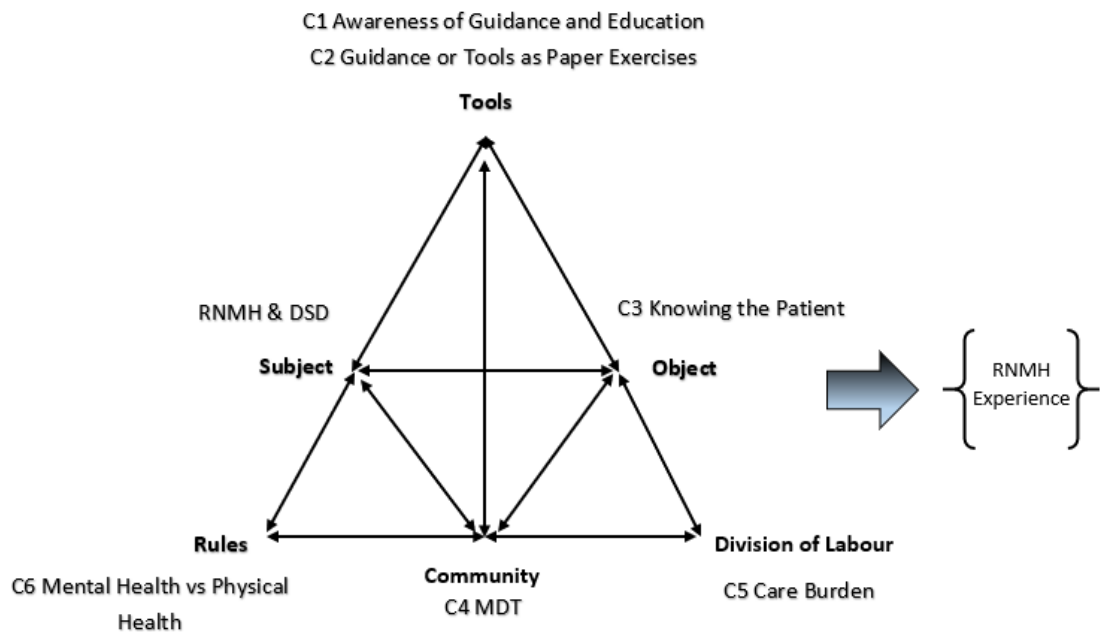 C1 Awareness of Guidance and Education
C2 Guidance or Tools as Paper Exercises
Tools
RNMH & DSD
C3 Knowing the Patient
Subject
Object
RNMH
Experience
Rules
Division of Labour
Community
C6 Mental Health vs Physical
Health
C4 MDT
C5 Care Burden